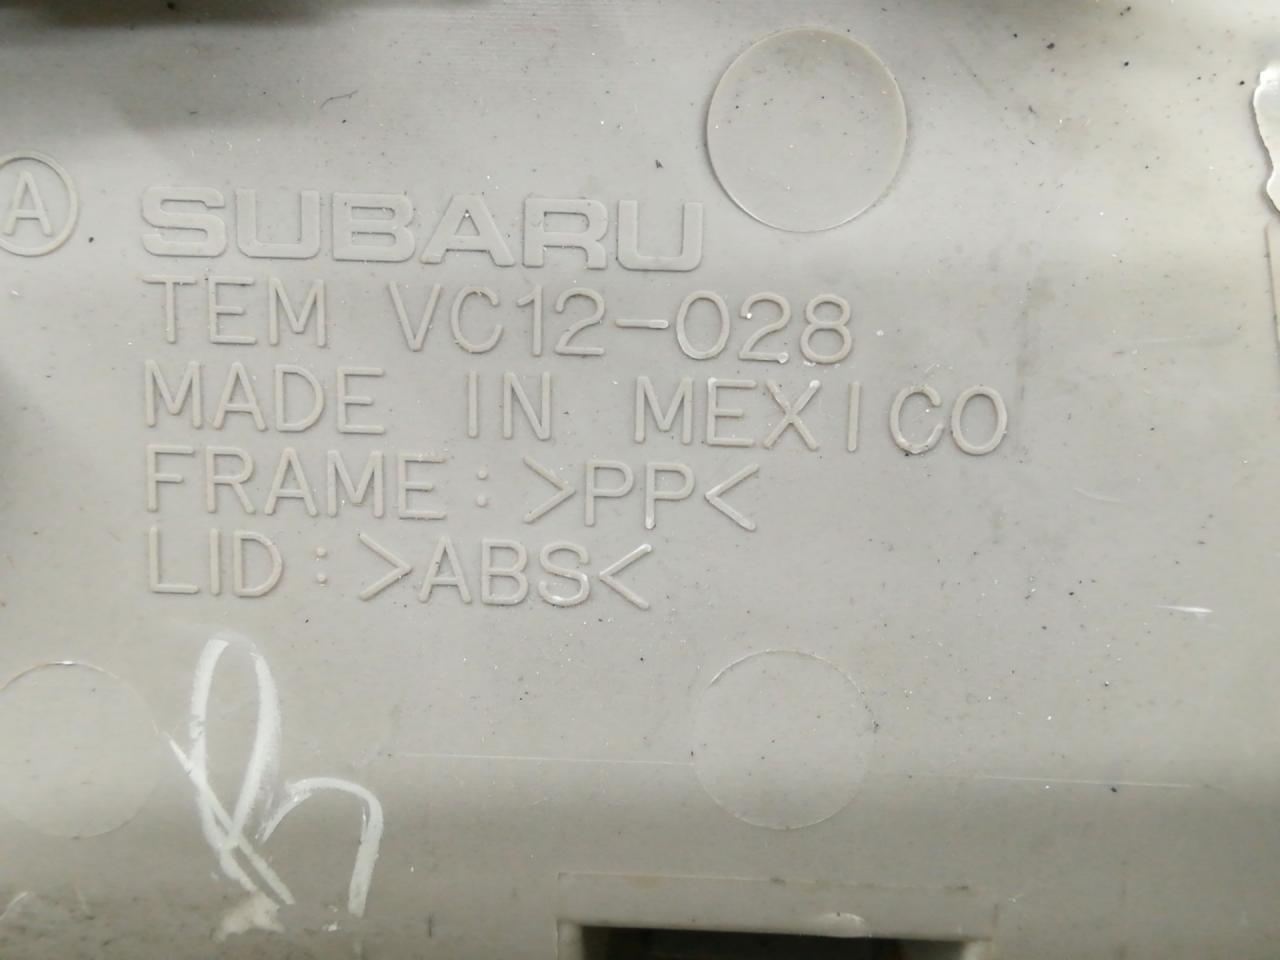 A
SUBARU
TEM VC12-028
MADE IN MEXICO
FRAME:>PP<
LID:>ABS<